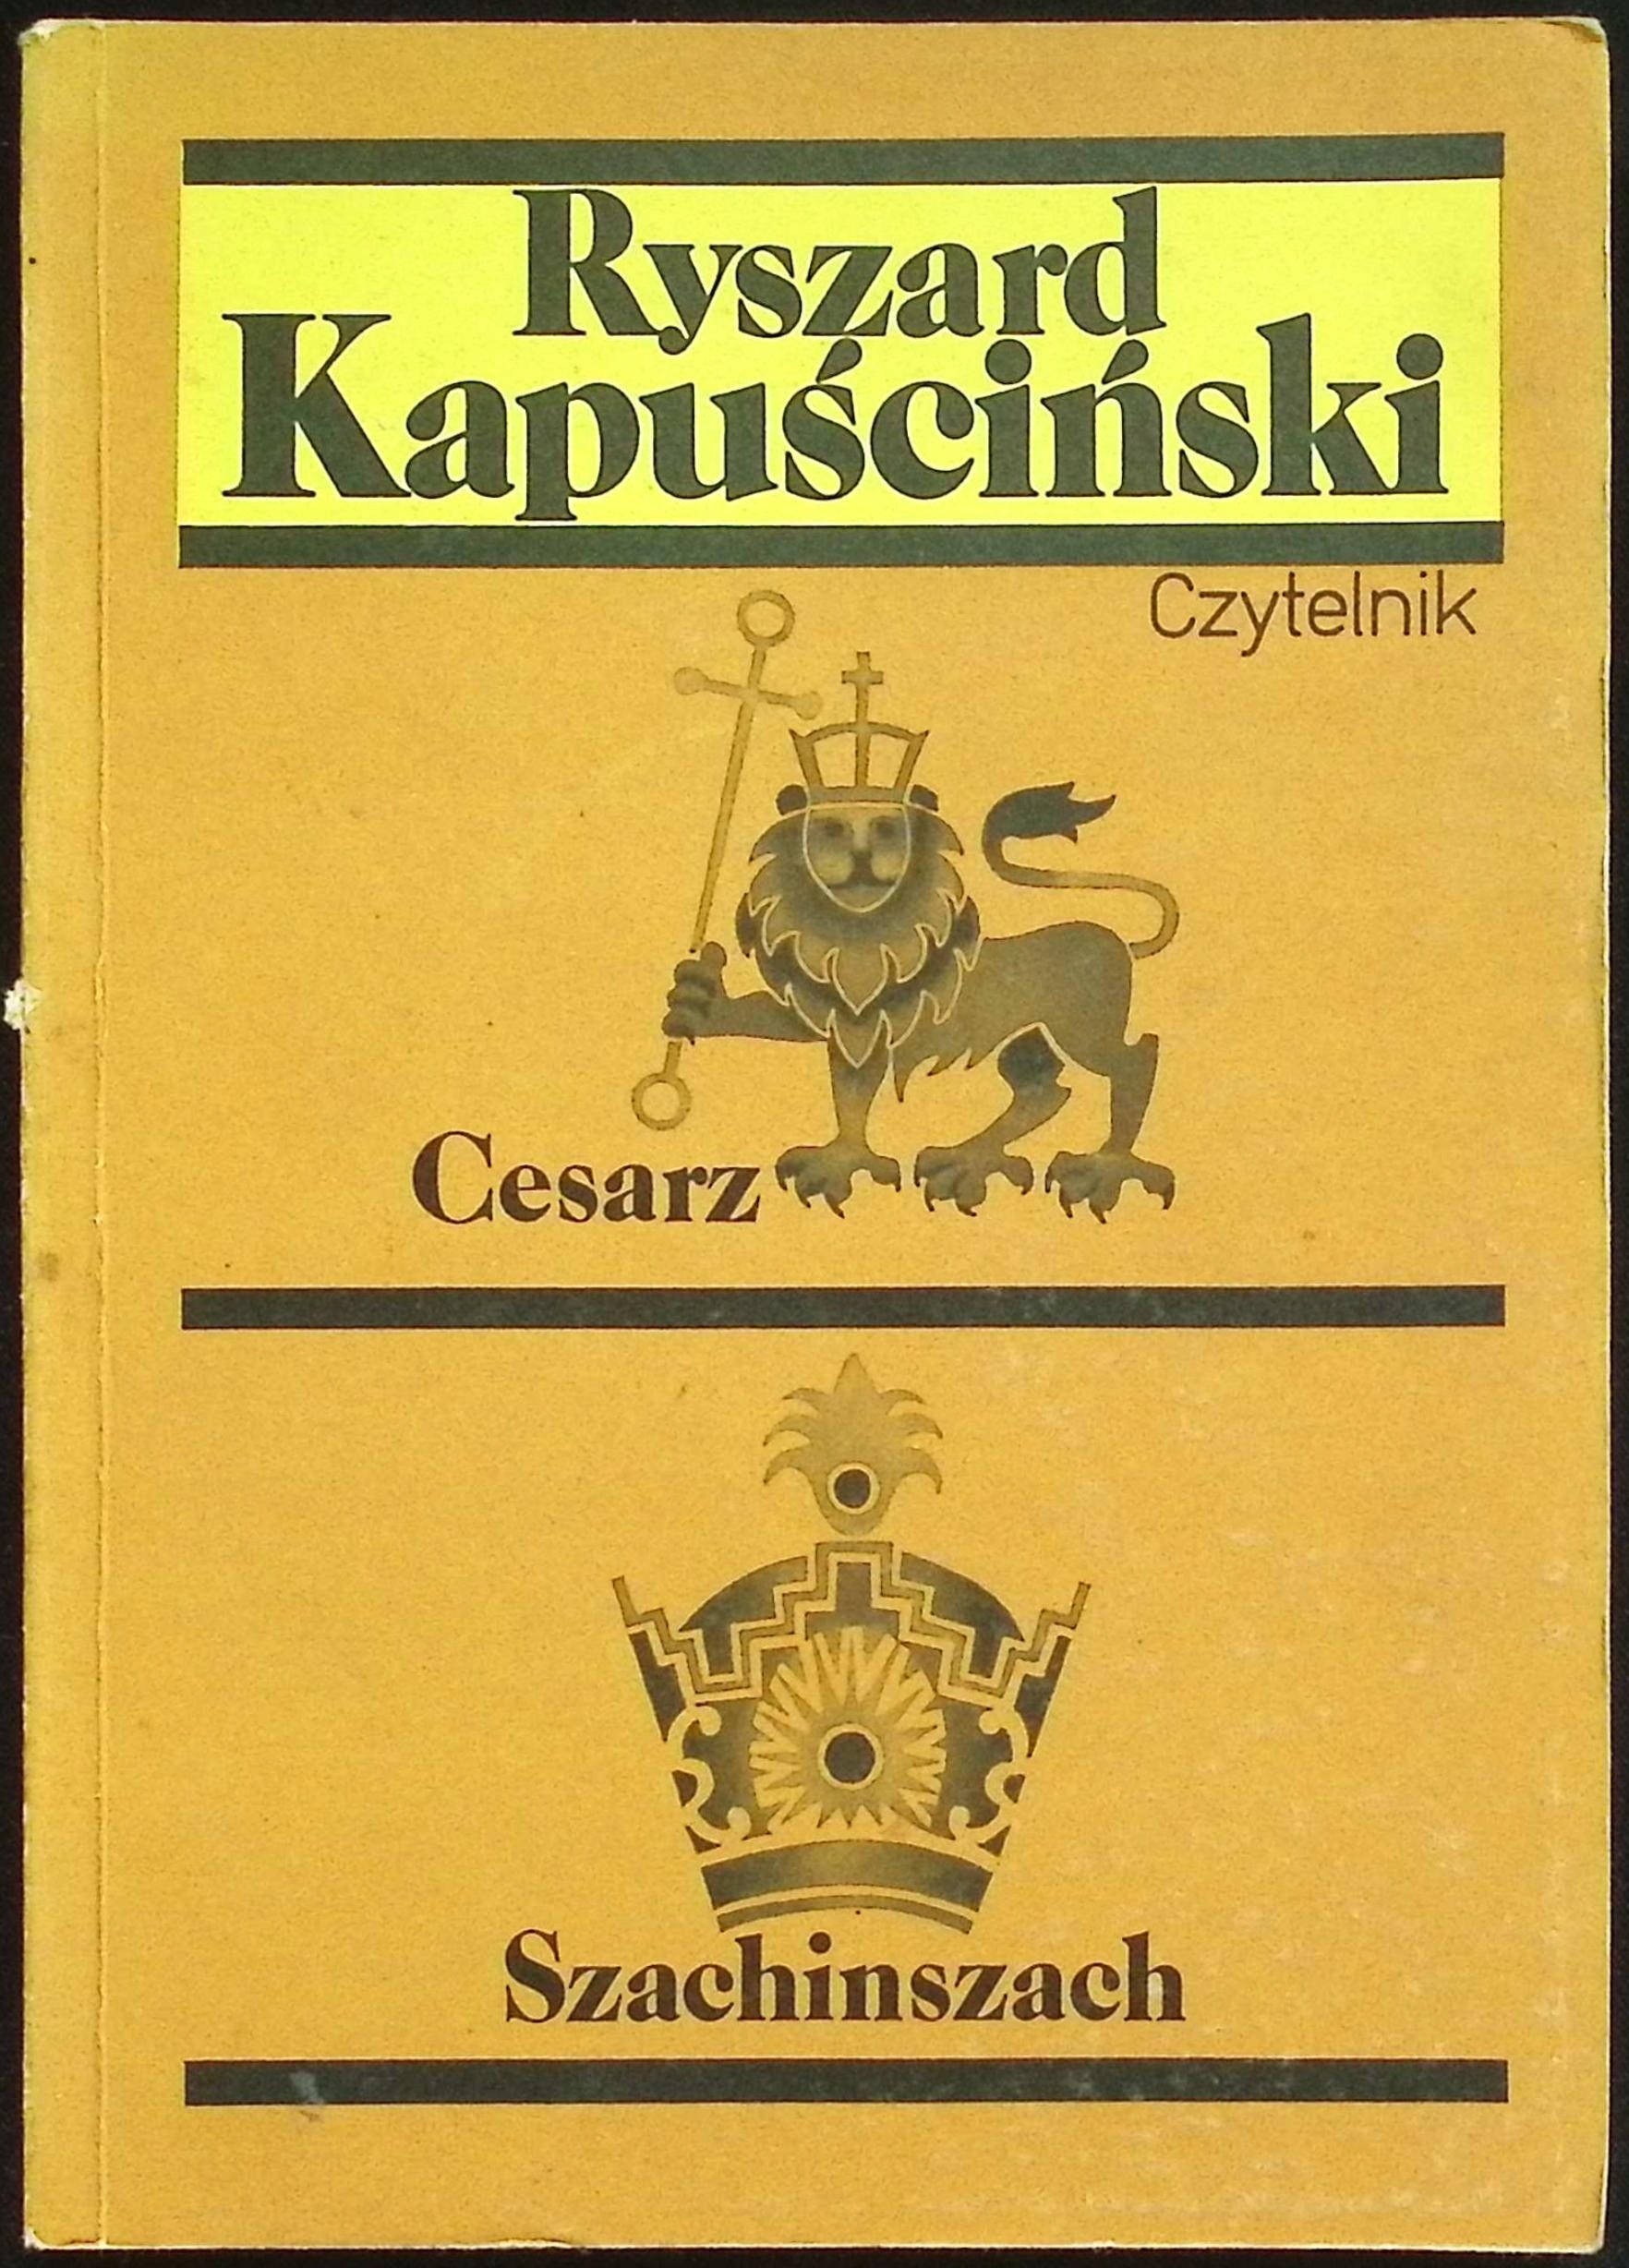 Ryszard
Kapuściński
Czytelnik
Cesarz
Szachinszach